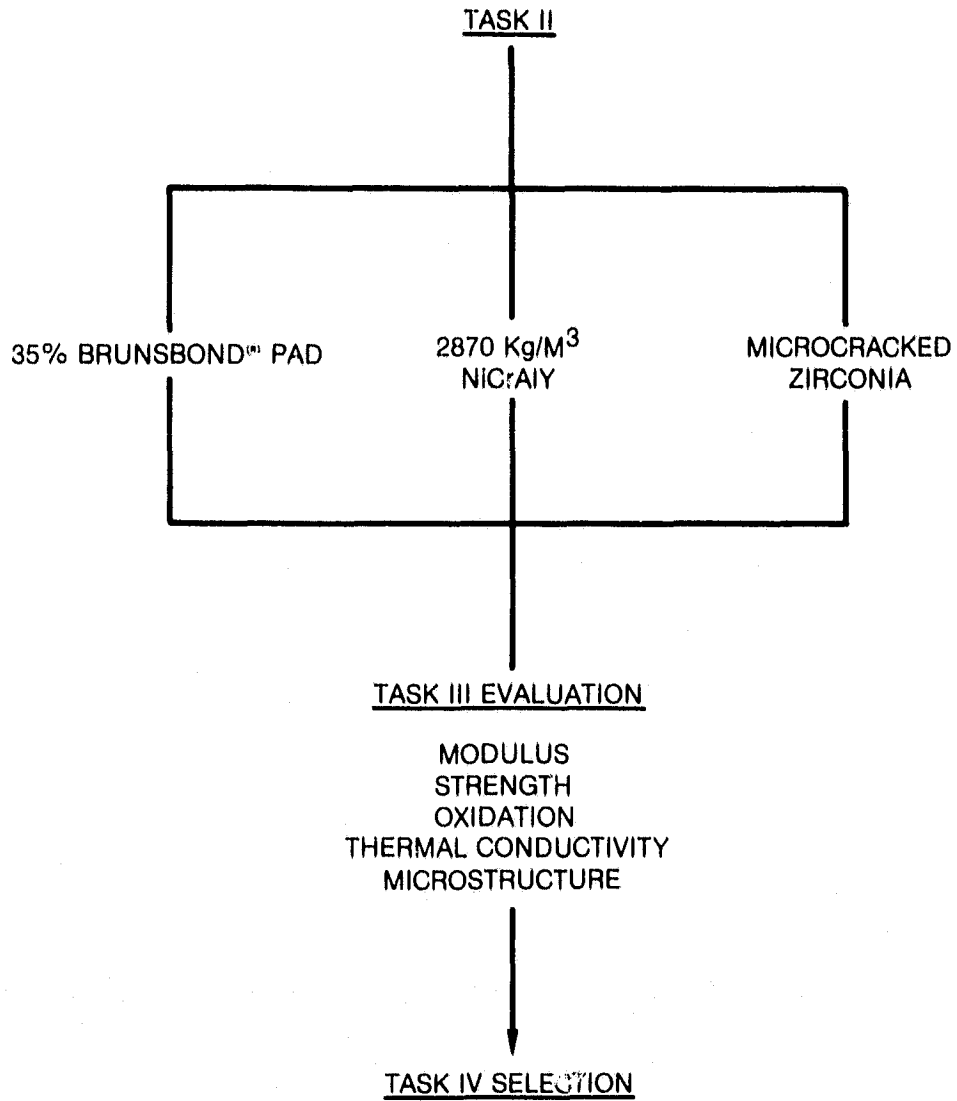 TASK II
35% BRUNSBOND(R) PAD
2870 Kg/M³
NiCrAlY
MICROCRACKED
ZIRCONIA
TASK III EVALUATION
MODULUS
STRENGTH
OXIDATION
THERMAL CONDUCTIVITY
MICROSTRUCTURE
TASK IV SELECTION